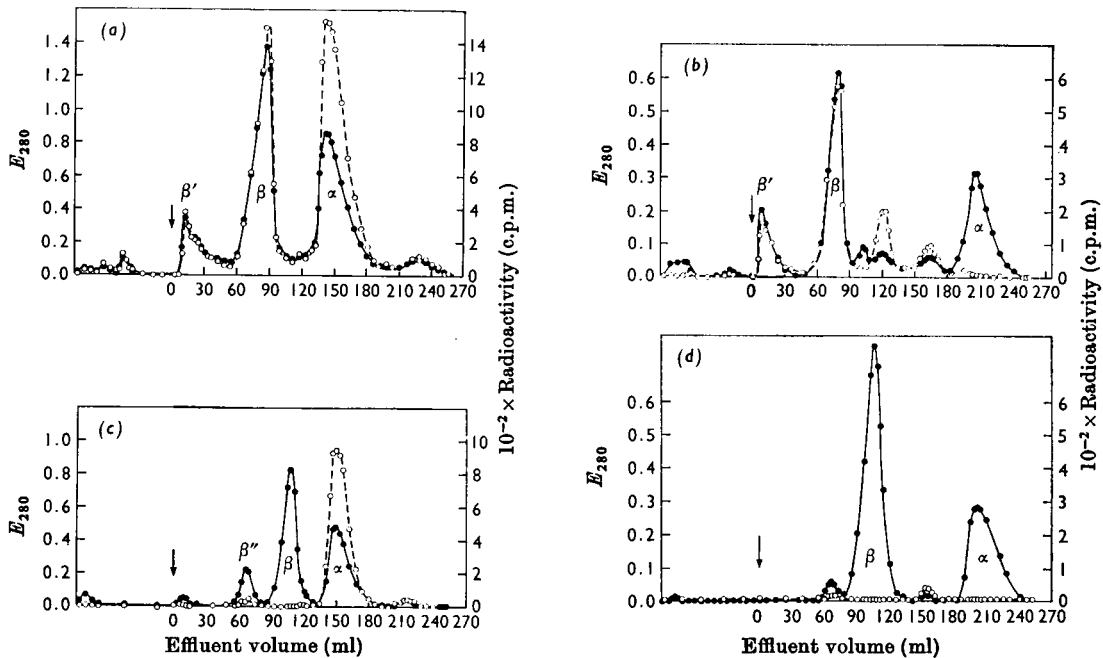 (a)
1.4
1.2
1.0
0.8
0.6
0.4
0.2
0.0
E280
β′
β
α
14
12
10
8
6
4
2
0
10⁻² × Radioactivity (c.p.m.)
0 30 60 90 120 150 180 210 240 270
(b)
0.6
0.5
0.4
0.3
0.2
0.1
0.0
E280
β′
β
α
6
5
4
3
2
1
0
10⁻² × Radioactivity (c.p.m.)
0 30 60 90 120 150 180 210 240 270
(c)
1.0
0.8
0.6
0.4
0.2
0.0
E280
β″
β
α
10
8
6
4
2
0
0 30 60 90 120 150 180 210 240 270
Effluent volume (ml)
(d)
0.6
0.5
0.4
0.3
0.2
0.1
0.0
E280
β
α
7
6
5
4
3
2
1
0
0 30 60 90 120 150 180 210 240 270
Effluent volume (ml)